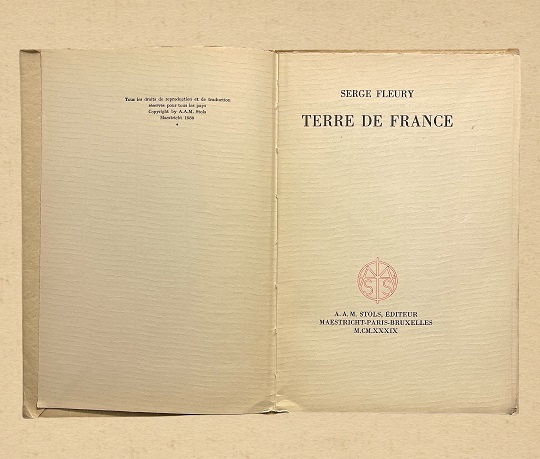 Tous les droits de reproduction et de traduction
réservés pour tous les pays
Copyright by A.A.M. Stols
Maestricht
*
SERGE FLEURY
TERRE DE FRANCE
A.A.M. STOLS, ÉDITEUR
MAESTRICHT-PARIS-BRUXELLES
M.CM.XXXIX